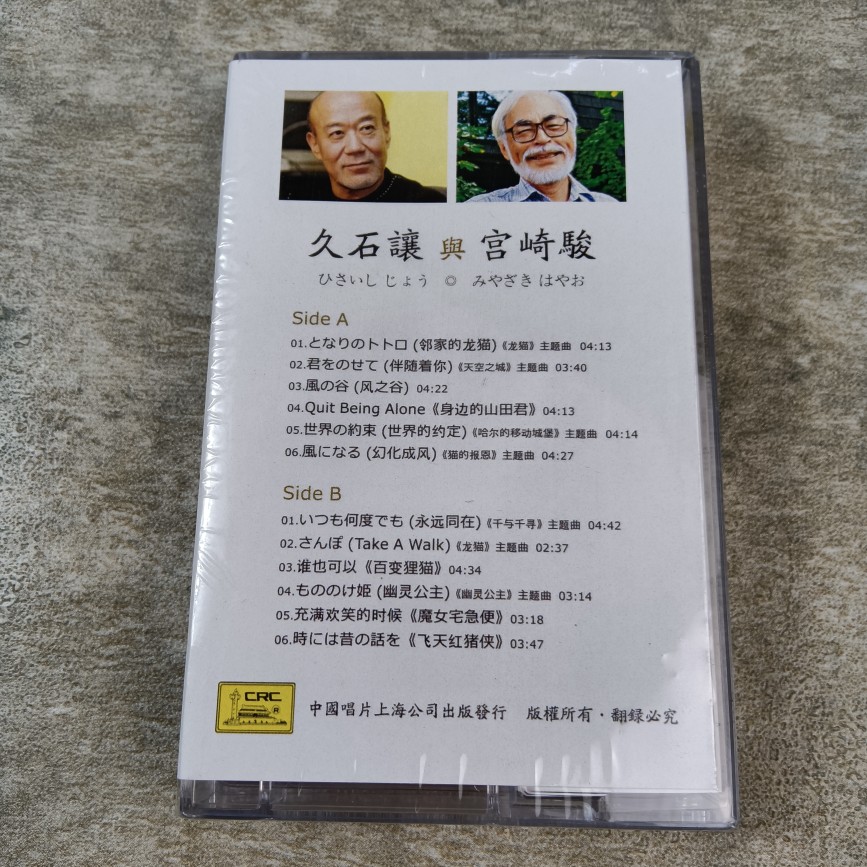 久石讓 與 宮崎駿
ひさいし じょう ◎ みやざき はやお
Side A
01.となりのトトロ (邻家的龙猫)《龙猫》主题曲 04:13
02.君をのせて (伴随着你)《天空之城》主题曲 03:40
03.風の谷 (风之谷) 04:22
04.Quit Being Alone《身边的山田君》04:13
05.世界の約束 (世界的约定)《哈尔的移动城堡》主题曲 04:14
06.風になる (幻化成风)《猫的报恩》主题曲 04:27
Side B
01.いつも何度でも (永远同在)《千与千寻》主题曲 04:42
02.さんぽ (Take A Walk)《龙猫》主题曲 02:37
03.谁也可以《百变狸猫》04:34
04.もののけ姫 (幽灵公主)《幽灵公主》主题曲 03:14
05.充满欢笑的时候《魔女宅急便》03:18
06.時には昔の話を《飞天红猪侠》03:47
CRC
®
中國唱片上海公司出版發行 版權所有·翻録必究